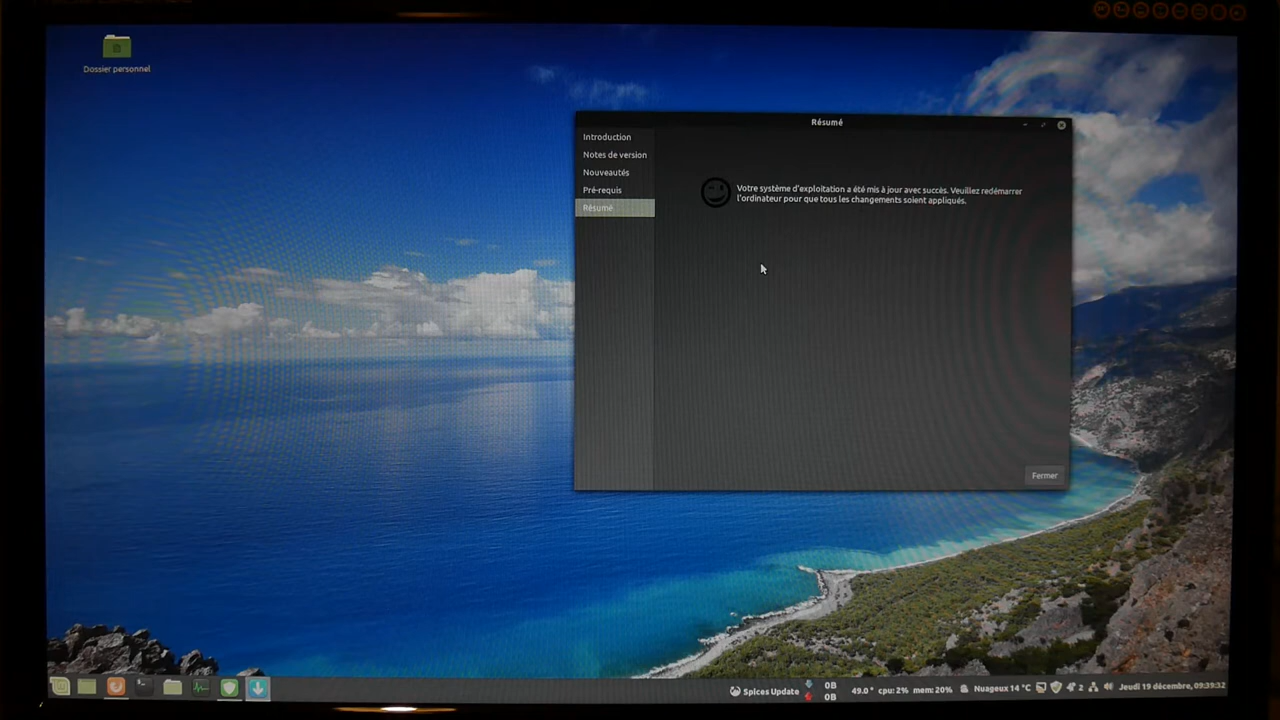 Dossier personnel
Résumé
Introduction
Notes de version
Nouveautés
Pré-requis
Résumé
Votre système d'exploitation a été mis à jour avec succès. Veuillez redémarrer
l'ordinateur pour que tous les changements soient appliqués.
Fermer
Spices Update
0B
0B
49.0° cpu: 2% mem: 20%
Nuageux 14 °C
2
Jeudi 19 décembre, 09:39:32